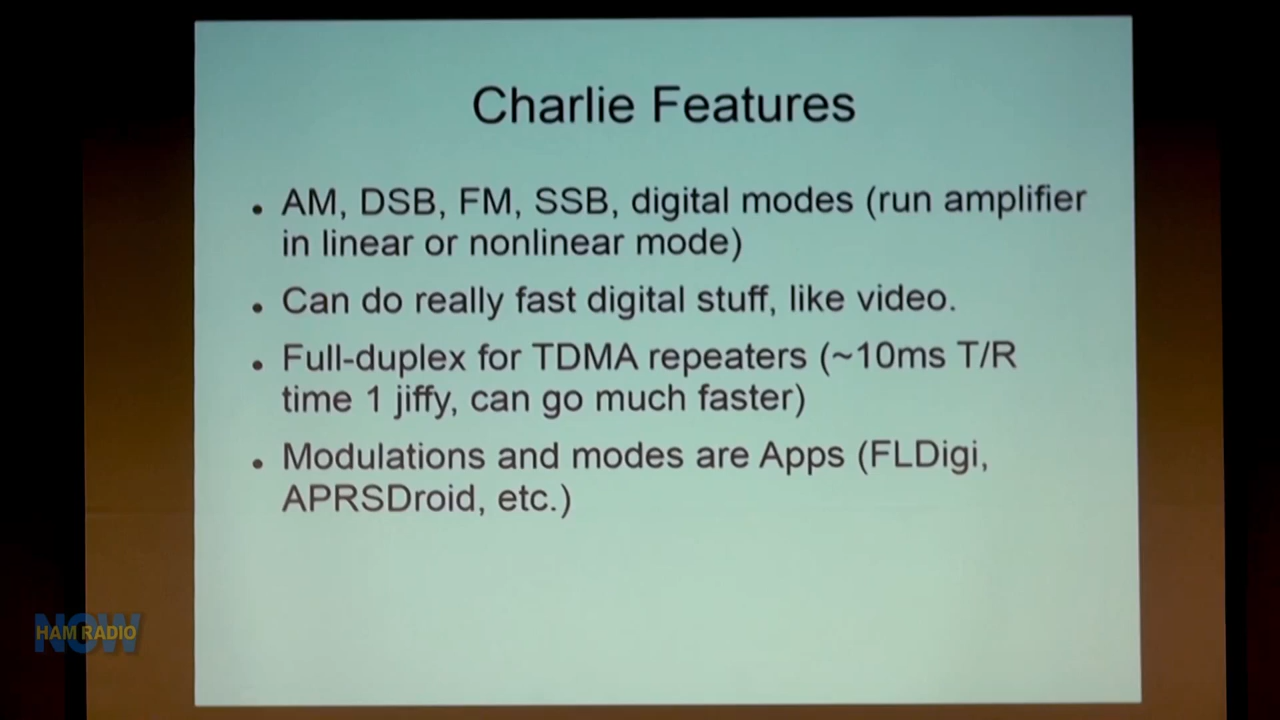 Charlie Features
• AM, DSB, FM, SSB, digital modes (run amplifier
in linear or nonlinear mode)
• Can do really fast digital stuff, like video.
• Full-duplex for TDMA repeaters (~10ms T/R
time 1 jiffy, can go much faster)
• Modulations and modes are Apps (FLDigi,
APRSDroid, etc.)
NOW
HAM RADIO